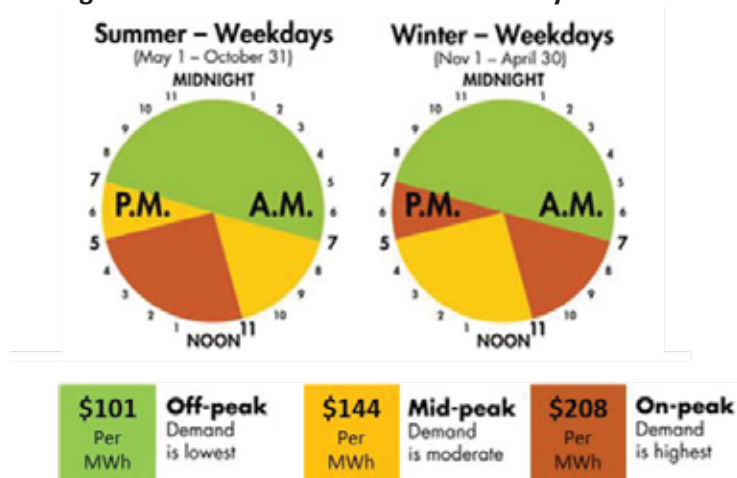 Summer – Weekdays
(May 1 – October 31)
MIDNIGHT
11
1
10
2
9
3
8
4
7
5
P.M.
A.M.
6
6
5
7
4
8
3
9
2
10
1
11
NOON
Winter – Weekdays
(Nov 1 – April 30)
MIDNIGHT
11
1
10
2
9
3
8
4
7
5
P.M.
A.M.
6
6
5
7
4
8
3
9
2
10
1
11
NOON
$101
Per
MWh
Off-peak
Demand
is lowest
$144
Per
MWh
Mid-peak
Demand
is moderate
$208
Per
MWh
On-peak
Demand
is highest